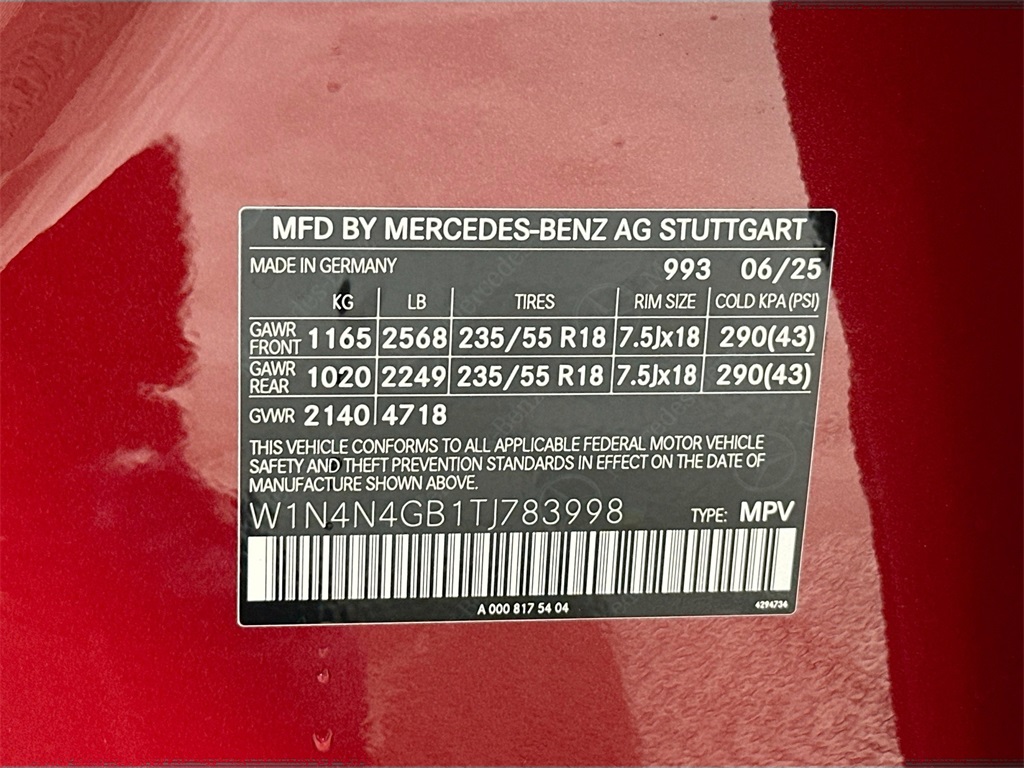 MFD BY MERCEDES-BENZ AG STUTTGART
MADE IN GERMANY 993 06/25
KG LB TIRES RIM SIZE COLD KPA (PSI)
GAWR FRONT 1165 2568 235/55 R18 7.5Jx18 290(43)
GAWR REAR 1020 2249 235/55 R18 7.5Jx18 290(43)
GVWR 2140 4718
THIS VEHICLE CONFORMS TO ALL APPLICABLE FEDERAL MOTOR VEHICLE
SAFETY AND THEFT PREVENTION STANDARDS IN EFFECT ON THE DATE OF
MANUFACTURE SHOWN ABOVE.
W1N4N4GB1TJ783998 TYPE: MPV
A 000 817 54 04 4294736